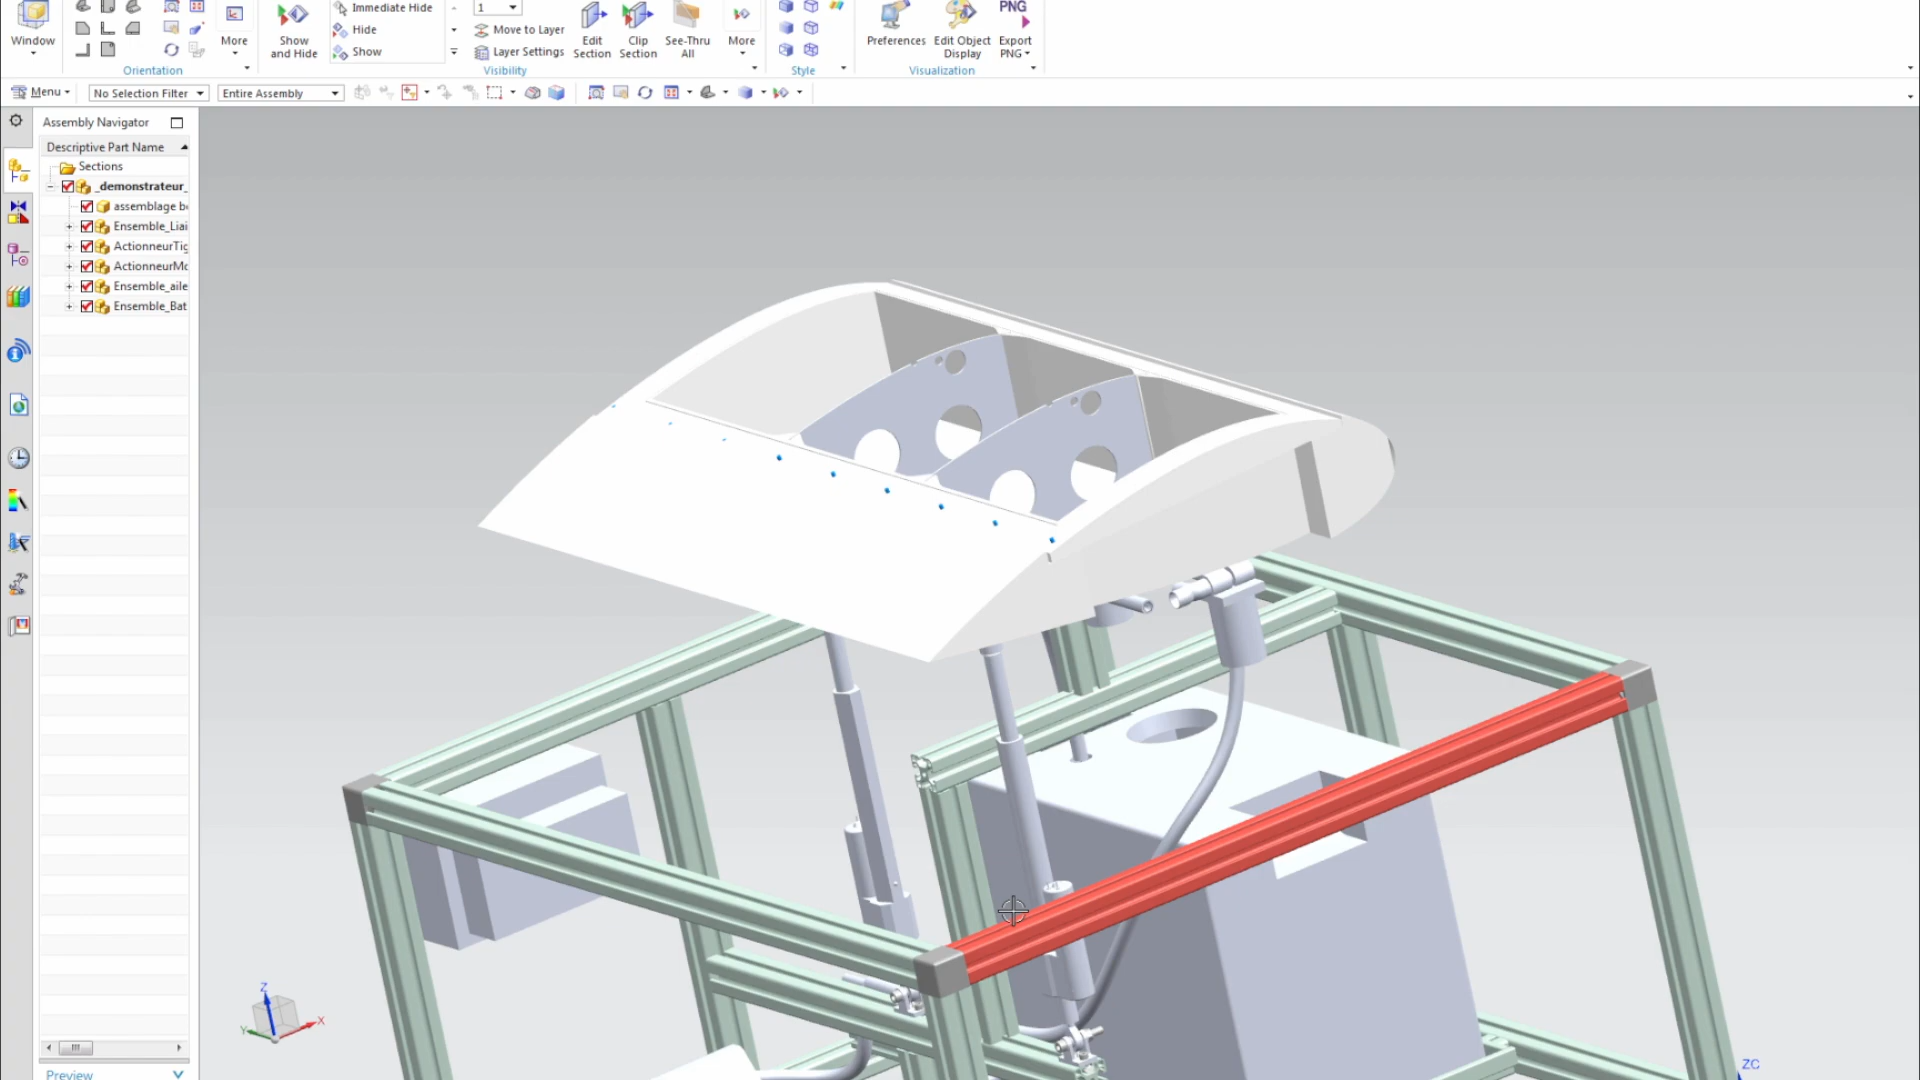 Window
Orientation
More
Show
and Hide
Immediate Hide
Hide
Show
1
Move to Layer
Layer Settings
Visibility
Edit
Section
Clip
Section
See-Thru
All
More
Style
Preferences
Edit Object
Display
PNG
Export
PNG
Visualization
Menu
No Selection Filter
Entire Assembly
Assembly Navigator
Descriptive Part Name
Sections
_demonstrateur_
assemblage b
Ensemble_Liai
ActionneurTig
ActionneurMo
Ensemble_aile
Ensemble_Bat
Z
Y
X
ZC
Preview